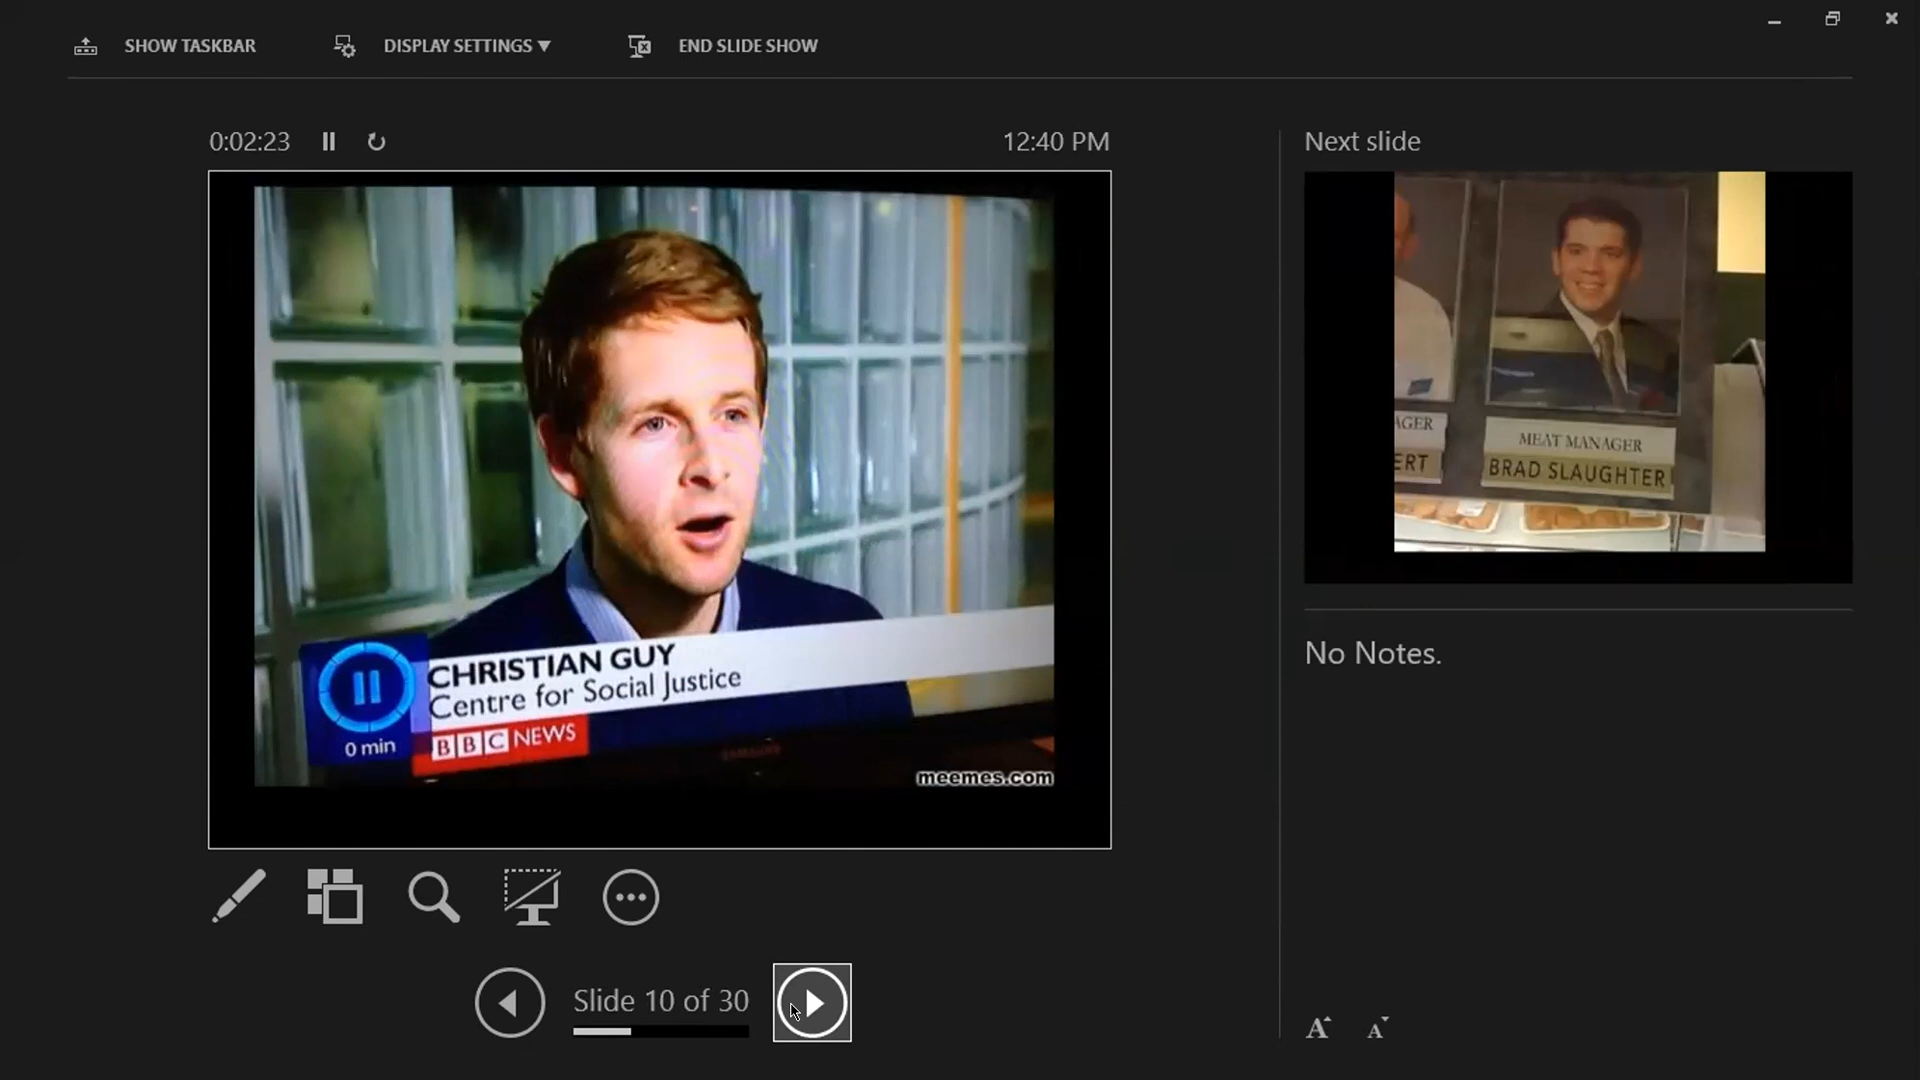 SHOW TASKBAR
DISPLAY SETTINGS ▼
END SLIDE SHOW
0:02:23
12:40 PM
CHRISTIAN GUY
Centre for Social Justice
BBC NEWS
0 min
meemes.com
Slide 10 of 30
Next slide
AGER
ERT
MEAT MANAGER
BRAD SLAUGHTER
No Notes.
A
A